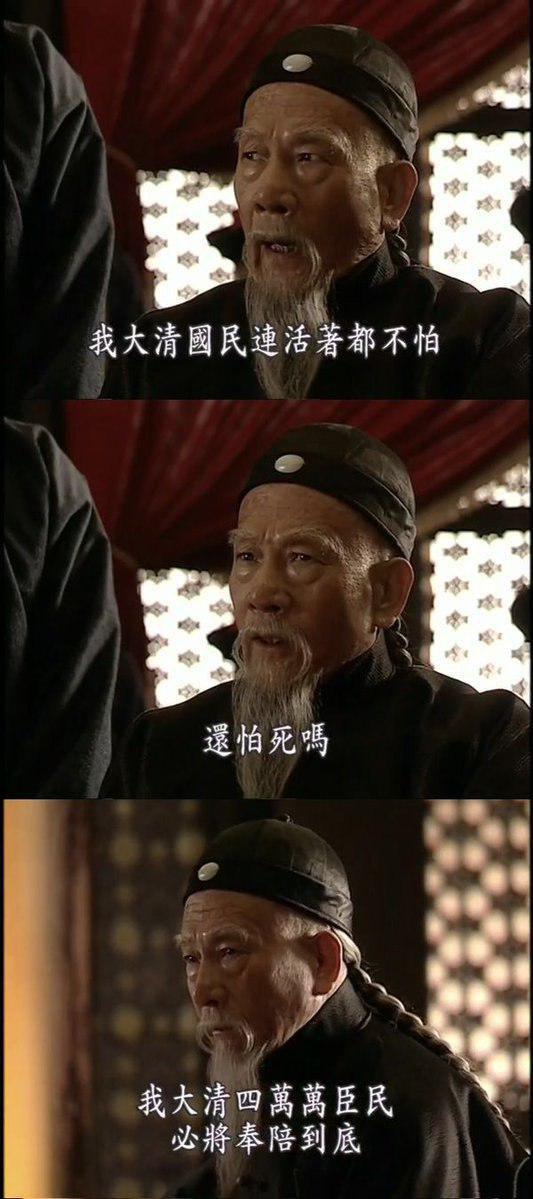 我大清國民連活著都不怕
還怕死嗎
我大清四萬萬臣民
必將奉陪到底